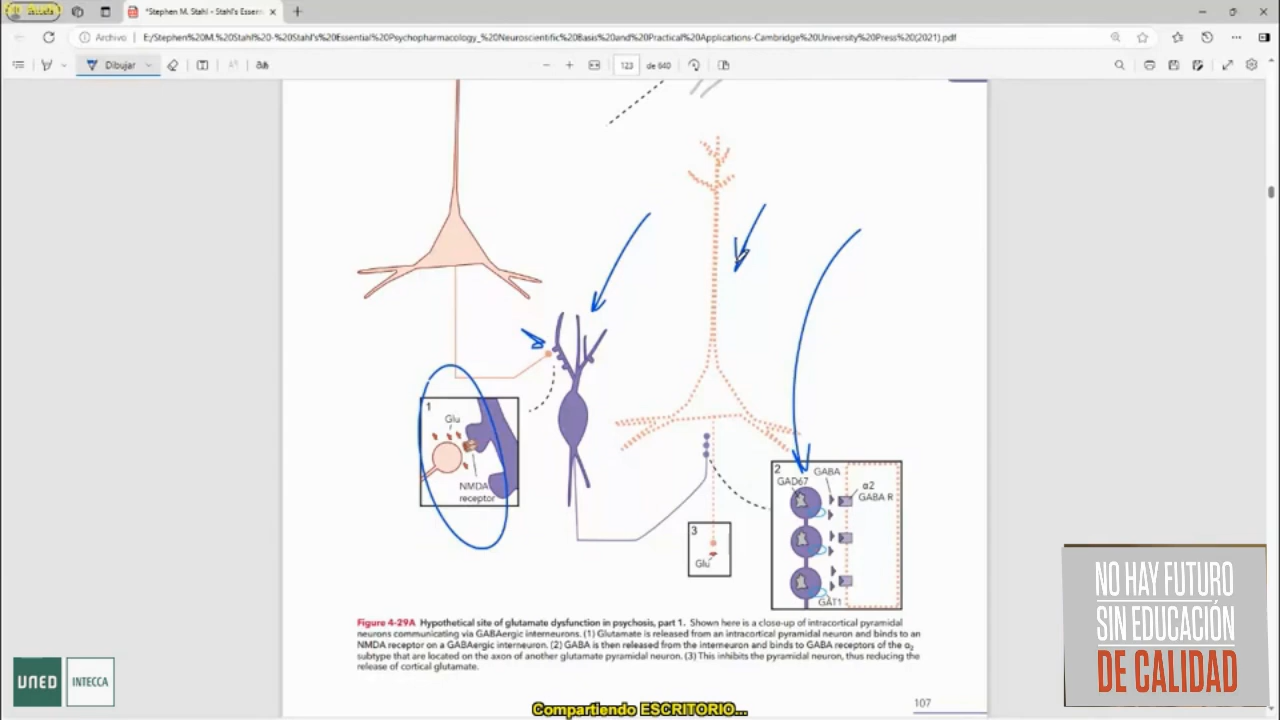 *Stephen M. Stahl - Stahl's Essen
Archivo
E:/Stephen%20M.%20Stahl%20-%20Stahl's%20Essential%20Psychopharmacology_%20Neuroscientific%20Basis%20and%20Practical%20Applications-Cambridge%20University%20Press%20(2021).pdf
Dibujar
123
de 640
1
Glu
NMDA
receptor
2
GABA
GAD67
α2
GABA R
GAT1
3
Glu
Figure 4-29A Hypothetical site of glutamate dysfunction in psychosis, part 1. Shown here is a close-up of intracortical pyramidal
neurons communicating via GABAergic interneurons. (1) Glutamate is released from an intracortical pyramidal neuron and binds to an
NMDA receptor on a GABAergic interneuron. (2) GABA is then released from the interneuron and binds to GABA receptors of the α2
subtype that are located on the axon of another glutamate pyramidal neuron. (3) This inhibits the pyramidal neuron, thus reducing the
release of cortical glutamate.
107
NO HAY FUTURO
SIN EDUCACIÓN
DE CALIDAD
UNED
INTECCA
Compartiendo ESCRITORIO...